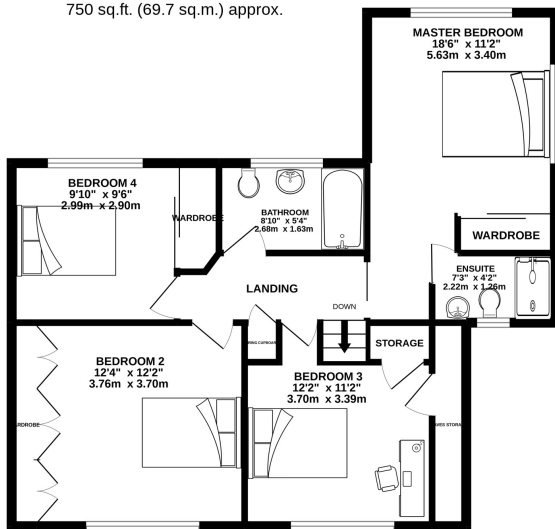 750 sq.ft. (69.7 sq.m.) approx.
MASTER BEDROOM
18'6" x 11'2"
5.63m x 3.40m
BEDROOM 4
9'10" x 9'6"
2.99m x 2.90m
WARDROBE
BATHROOM
8'10" x 5'4"
2.68m x 1.63m
WARDROBE
ENSUITE
7'3" x 4'2"
2.22m x 1.26m
LANDING
DOWN
STORAGE
BEDROOM 2
12'4" x 12'2"
3.76m x 3.70m
BEDROOM 3
12'2" x 11'2"
3.70m x 3.39m